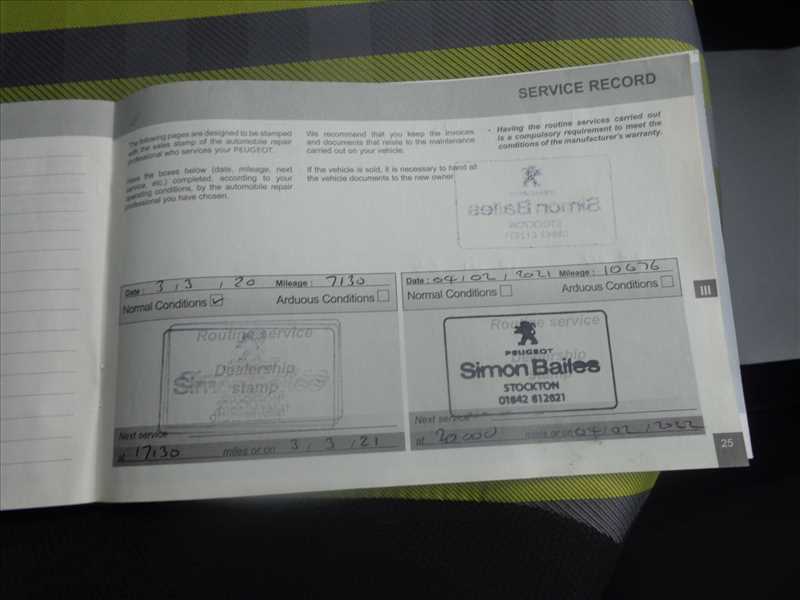 SERVICE RECORD
The following pages are designed to be stamped
with the sales stamp of the automobile repair
professional who services your PEUGEOT.
Have the boxes below (date, mileage, next
service, etc.) completed, according to your
operating conditions, by the automobile repair
professional you have chosen.
We recommend that you keep the invoices
and documents that relate to the maintenance
carried out on your vehicle.
If the vehicle is sold, it is necessary to hand all
the vehicle documents to the new owner
- Having the routine services carried out
is a compulsory requirement to meet the
conditions of the manufacturer's warranty.
Simon Bailes
STOCKTON
Date : 3 / 3 / 20 Mileage : 7130
Normal Conditions Arduous Conditions
Routine service
Dealership
stamp
Next service
at 17130 miles or on 3 / 3 / 21
Date : 04 / 02 / 2021 Mileage : 10676
Normal Conditions Arduous Conditions
Routine service
Dealership
stamp
PEUGEOT
Simon Bailes
STOCKTON
01642 612621
Next service
at 20000 miles or on 04 / 02 / 2022
III
25